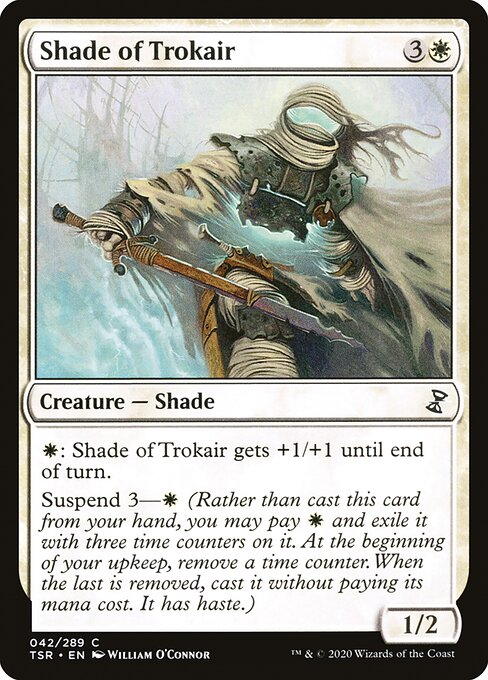 Shade of Trokair 3
Creature — Shade
: Shade of Trokair gets +1/+1 until end
of turn.
Suspend 3— (Rather than cast this card
from your hand, you may pay and exile it
with three time counters on it. At the beginning
of your upkeep, remove a time counter. When
the last is removed, cast it without paying its
mana cost. It has haste.)
1/2
042/289 C
TSR • EN William O'Connor
™ & © 2020 Wizards of the Coast